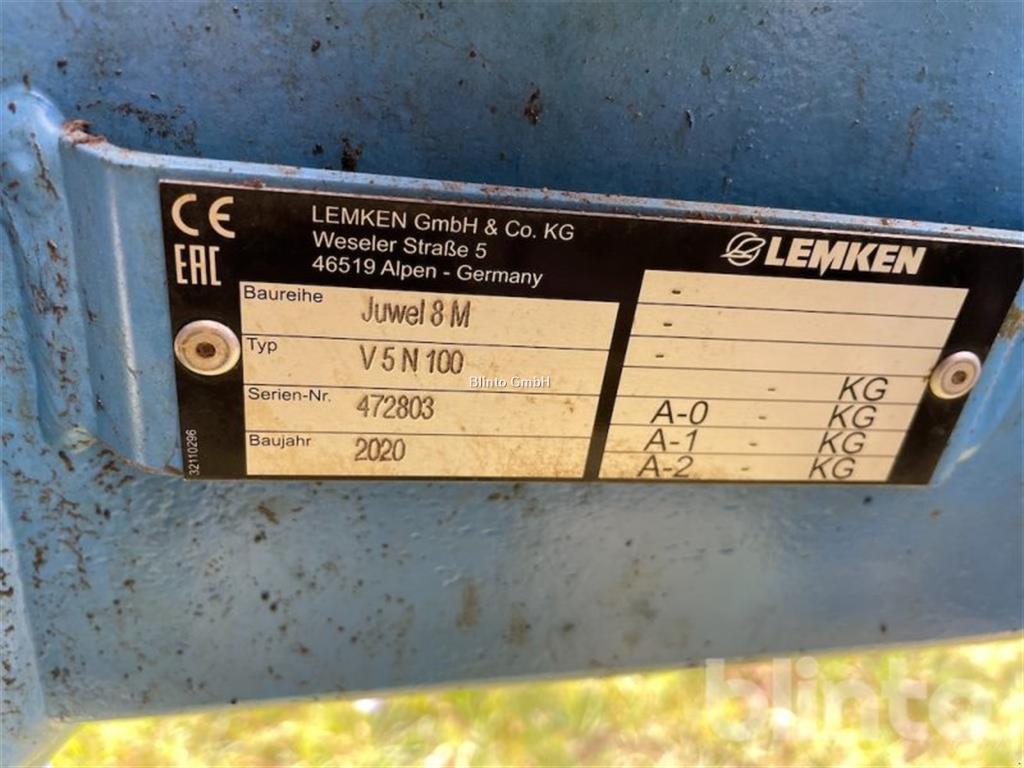 CE
EAC
LEMKEN GmbH & Co. KG
Weseler Straße 5
46519 Alpen - Germany
LEMKEN
Baureihe Juwel 8 M
Typ V 5 N 100
Serien-Nr. 472803
Baujahr 2020
32110296
-
-
-
- KG
A-0 - KG
A-1 - KG
A-2 - KG
Blinto GmbH
blinto